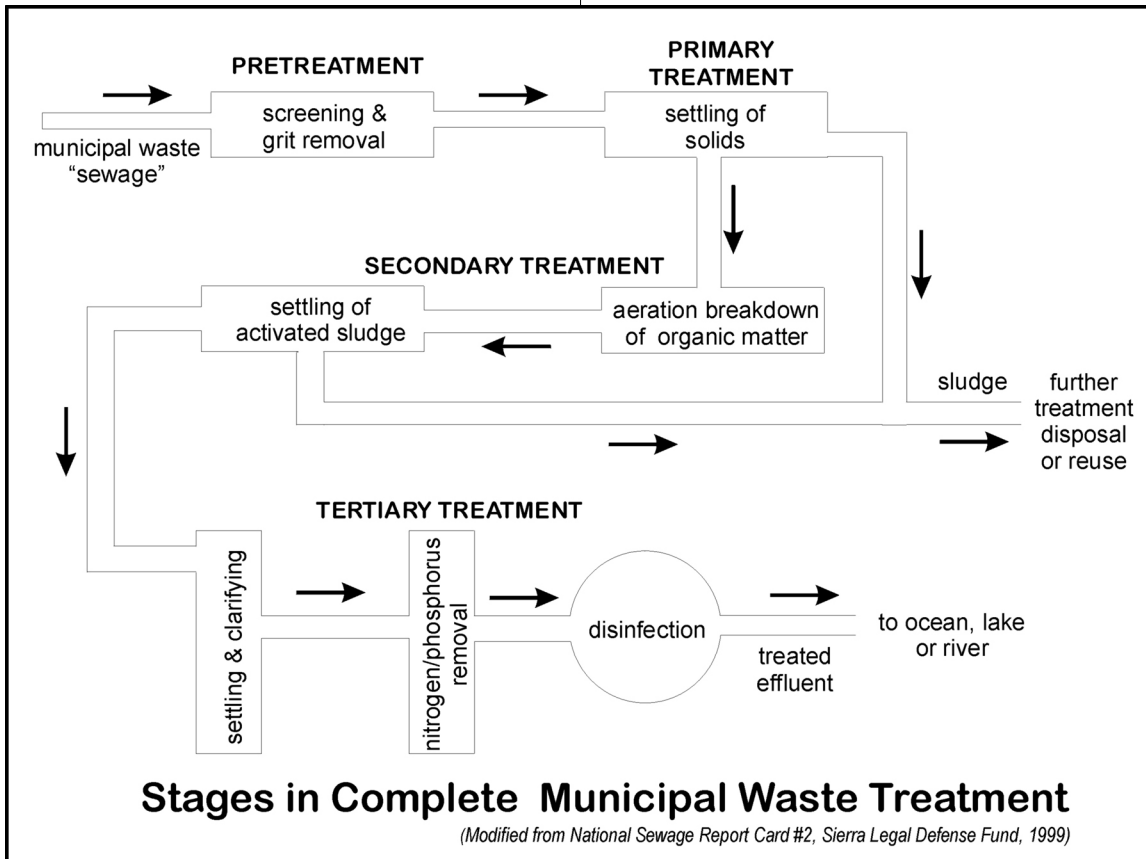 PRETREATMENT
screening &
grit removal
municipal waste
“sewage”
PRIMARY
TREATMENT
settling of
solids
SECONDARY TREATMENT
aeration breakdown
of organic matter
settling of
activated sludge
sludge
further
treatment
disposal
or reuse
TERTIARY TREATMENT
settling & clarifying
nitrogen/phosphorus
removal
disinfection
treated
effluent
to ocean, lake
or river
Stages in Complete Municipal Waste Treatment
(Modified from National Sewage Report Card #2, Sierra Legal Defense Fund, 1999)